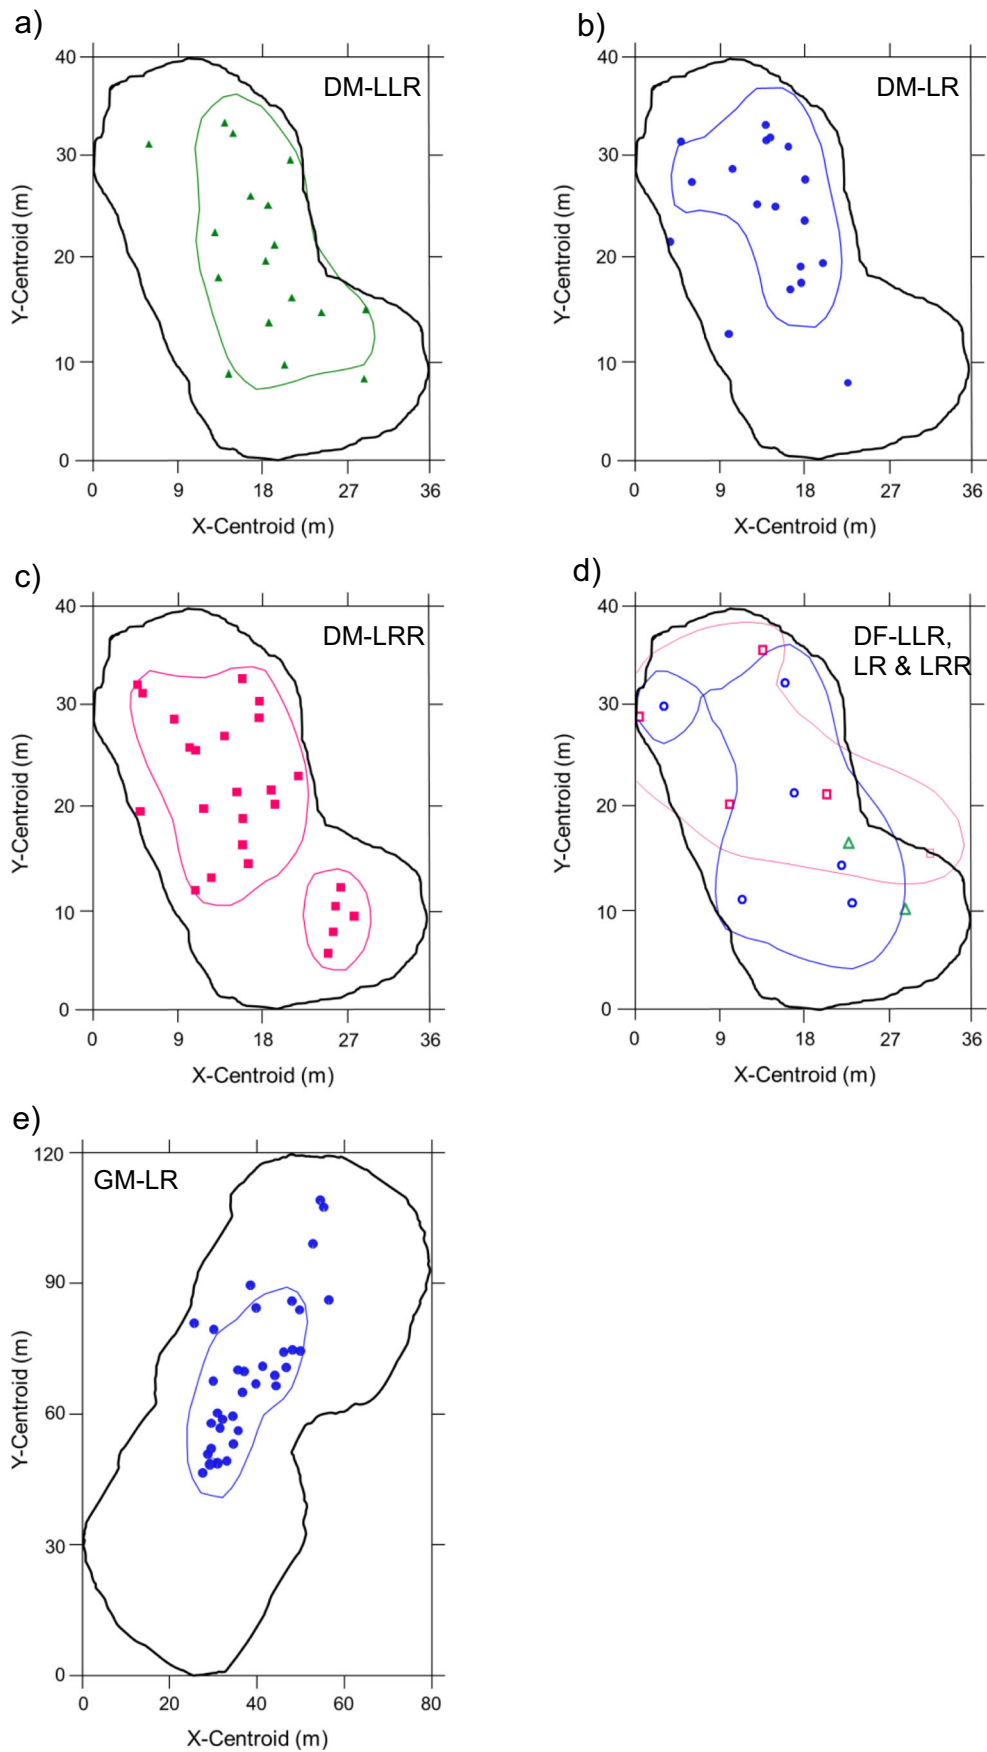 a)
DM-LLR
40
30
20
10
0
0 9 18 27 36
Y-Centroid (m)
X-Centroid (m)
b)
DM-LR
40
30
20
10
0
0 9 18 27 36
Y-Centroid (m)
X-Centroid (m)
c)
DM-LRR
40
30
20
10
0
0 9 18 27 36
Y-Centroid (m)
X-Centroid (m)
d)
DF-LLR,
LR & LRR
40
30
20
10
0
0 9 18 27 36
Y-Centroid (m)
X-Centroid (m)
e)
GM-LR
120
90
60
30
0
0 20 40 60 80
Y-Centroid (m)
X-Centroid (m)